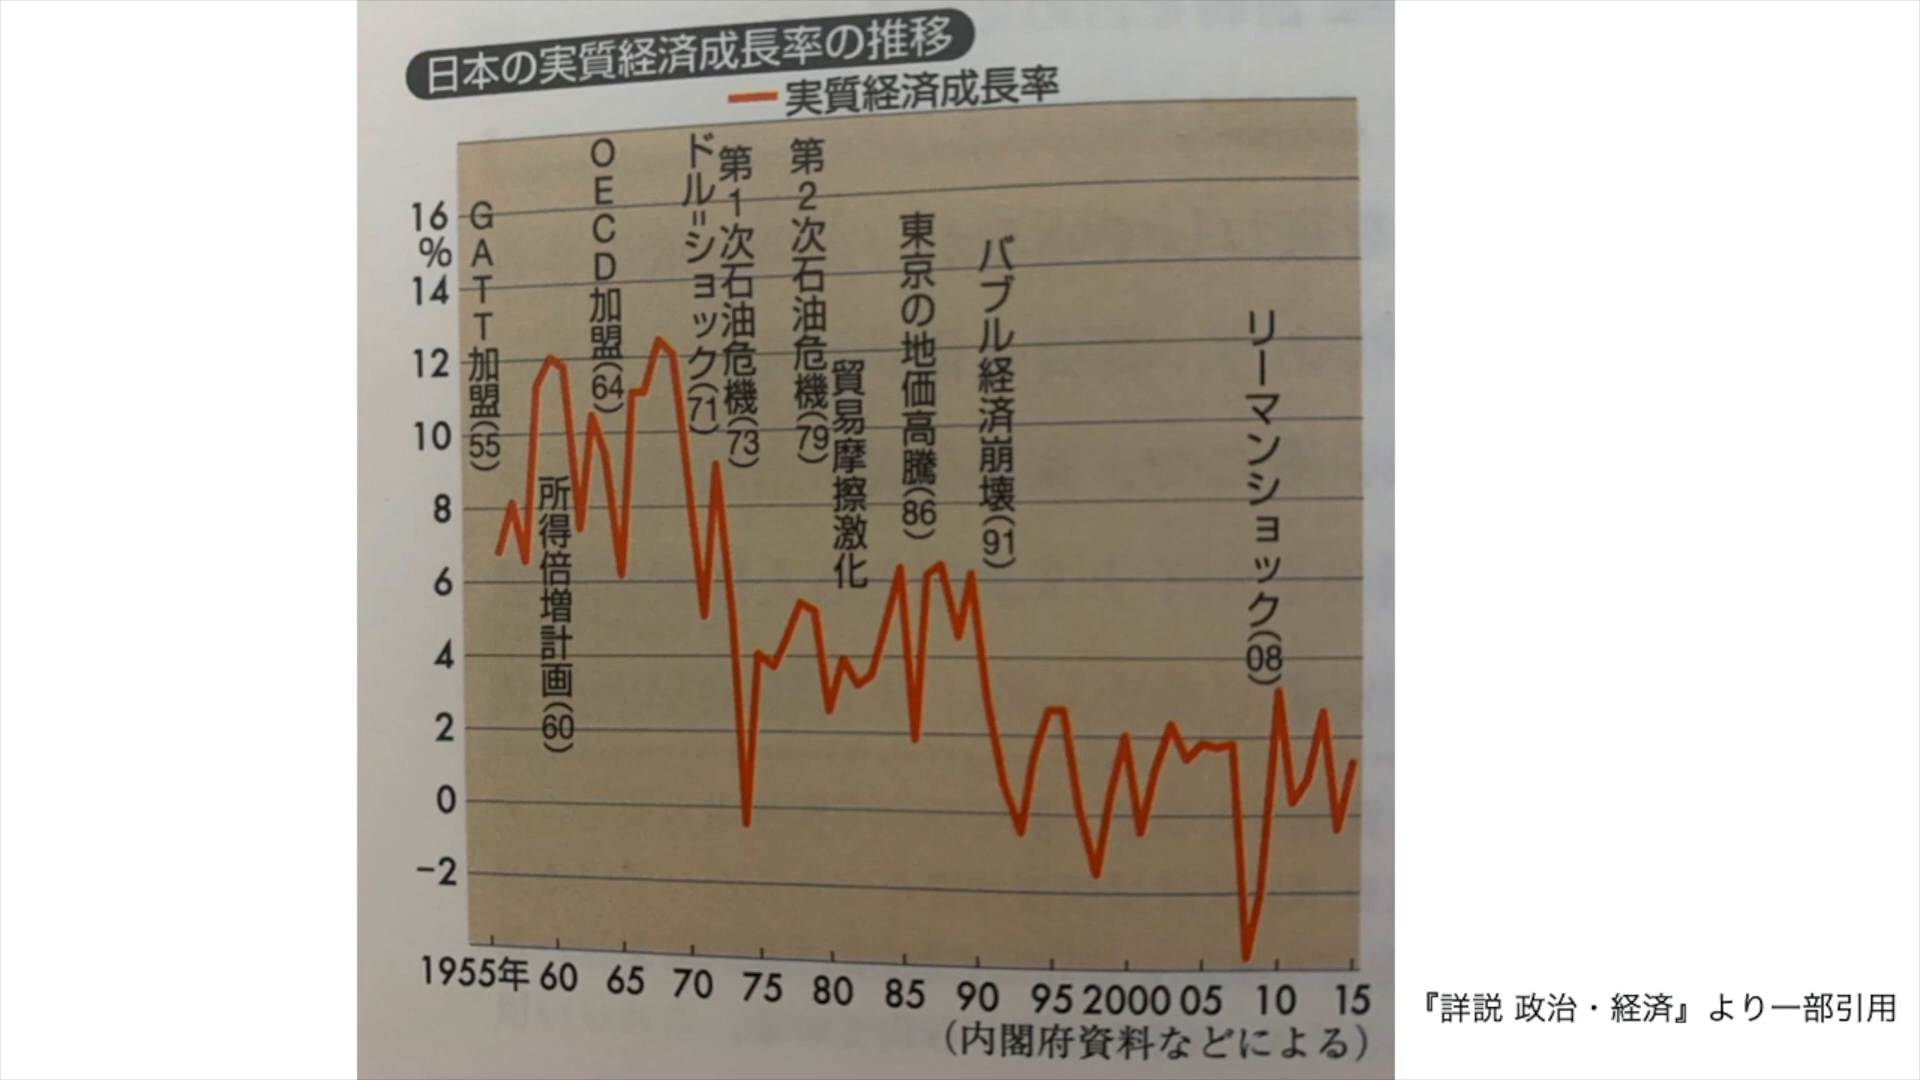 日本の実質経済成長率の推移
実質経済成長率
16
%
14
12
10
8
6
4
2
0
−2
GATT加盟(55)
所得倍増計画(60)
OECD加盟(64)
ドル=ショック(71)
第1次石油危機(73)
第2次石油危機(79)
貿易摩擦激化
東京の地価高騰(86)
バブル経済崩壊(91)
リーマンショック(08)
1955年 60 65 70 75 80 85 90 95 2000 05 10 15
(内閣府資料などによる)
『詳説 政治・経済』より一部引用